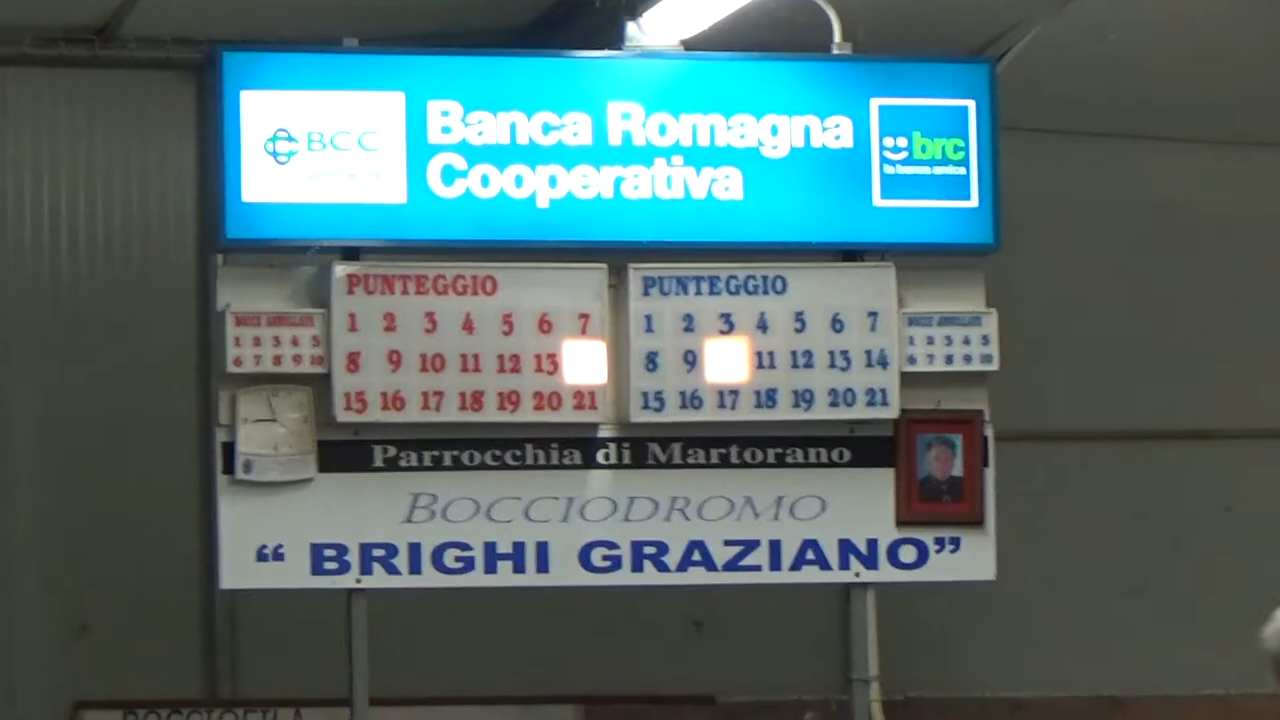 BCC
Banca Romagna
Cooperativa
brc
la banca amica
PUNTEGGIO
1 2 3 4 5 6 7
8 9 10 11 12 13
15 16 17 18 19 20 21
PUNTEGGIO
1 2 3 4 5 6 7
8 9 11 12 13 14
15 16 17 18 19 20 21
BOCCE ANNULLATE
1 2 3 4 5
6 7 8 9 10
BOCCE ANNULLATE
1 2 3 4 5
6 7 8 9 10
Parrocchia di Martorano
BOCCIODROMO
“ BRIGHI GRAZIANO”
BOCCIOFILA